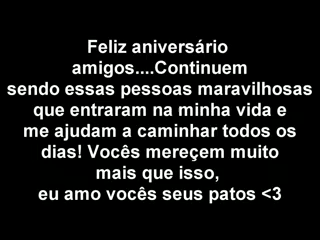 Feliz aniversário
amigos....Continuem
sendo essas pessoas maravilhosas
que entraram na minha vida e
me ajudam a caminhar todos os
dias! Vocês mereçem muito
mais que isso,
eu amo vocês seus patos <3